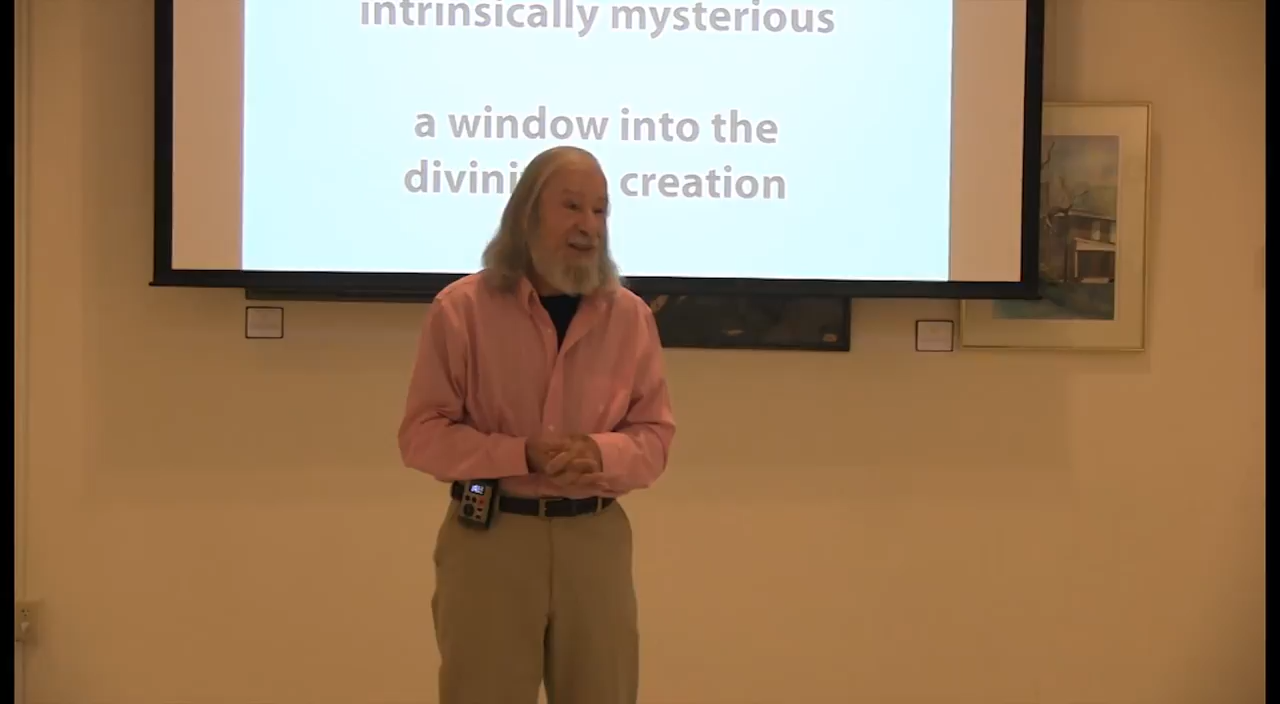 intrinsically mysterious
a window into the
creation